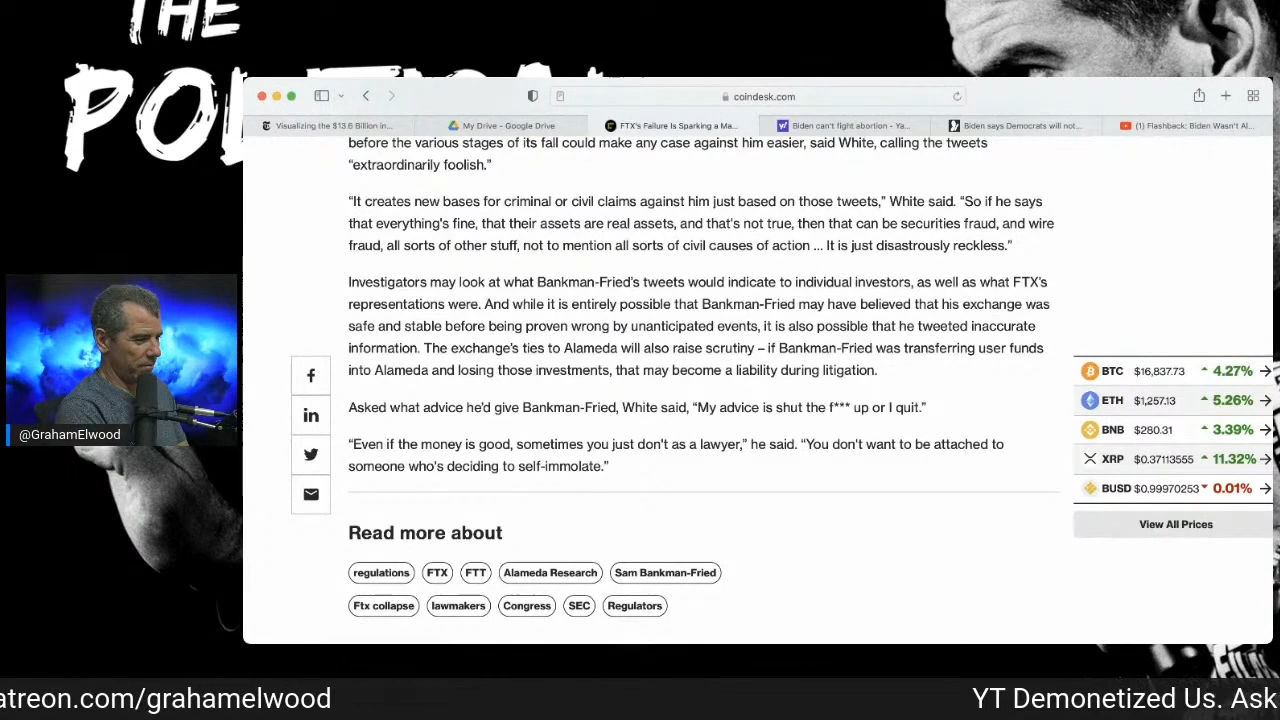 THE
coindesk.com
Visualizing the $13.6 Billion in...
My Drive - Google Drive
FTX's Failure Is Sparking a Ma...
Biden can't fight abortion - Ya...
Biden says Democrats will not...
(1) Flashback: Biden Wasn't Al...
before the various stages of its fall could make any case against him easier, said White, calling the tweets
“extraordinarily foolish.”
“It creates new bases for criminal or civil claims against him just based on those tweets,” White said. “So if he says
that everything's fine, that their assets are real assets, and that's not true, then that can be securities fraud, and wire
fraud, all sorts of other stuff, not to mention all sorts of civil causes of action ... It is just disastrously reckless.”
Investigators may look at what Bankman-Fried’s tweets would indicate to individual investors, as well as what FTX’s
representations were. And while it is entirely possible that Bankman-Fried may have believed that his exchange was
safe and stable before being proven wrong by unanticipated events, it is also possible that he tweeted inaccurate
information. The exchange’s ties to Alameda will also raise scrutiny – if Bankman-Fried was transferring user funds
into Alameda and losing those investments, that may become a liability during litigation.
Asked what advice he’d give Bankman-Fried, White said, “My advice is shut the f*** up or I quit.”
“Even if the money is good, sometimes you just don't as a lawyer,” he said. “You don’t want to be attached to
someone who's deciding to self-immolate.”
Read more about
regulations
FTX
FTT
Alameda Research
Sam Bankman-Fried
Ftx collapse
lawmakers
Congress
SEC
Regulators
BTC $16,837.73 4.27%
ETH $1,257.13 5.26%
BNB $280.31 3.39%
XRP $0.37113555 11.32%
BUSD $0.99970253 0.01%
View All Prices
@GrahamElwood
atreon.com/grahamelwood
YT Demonetized Us. Ask